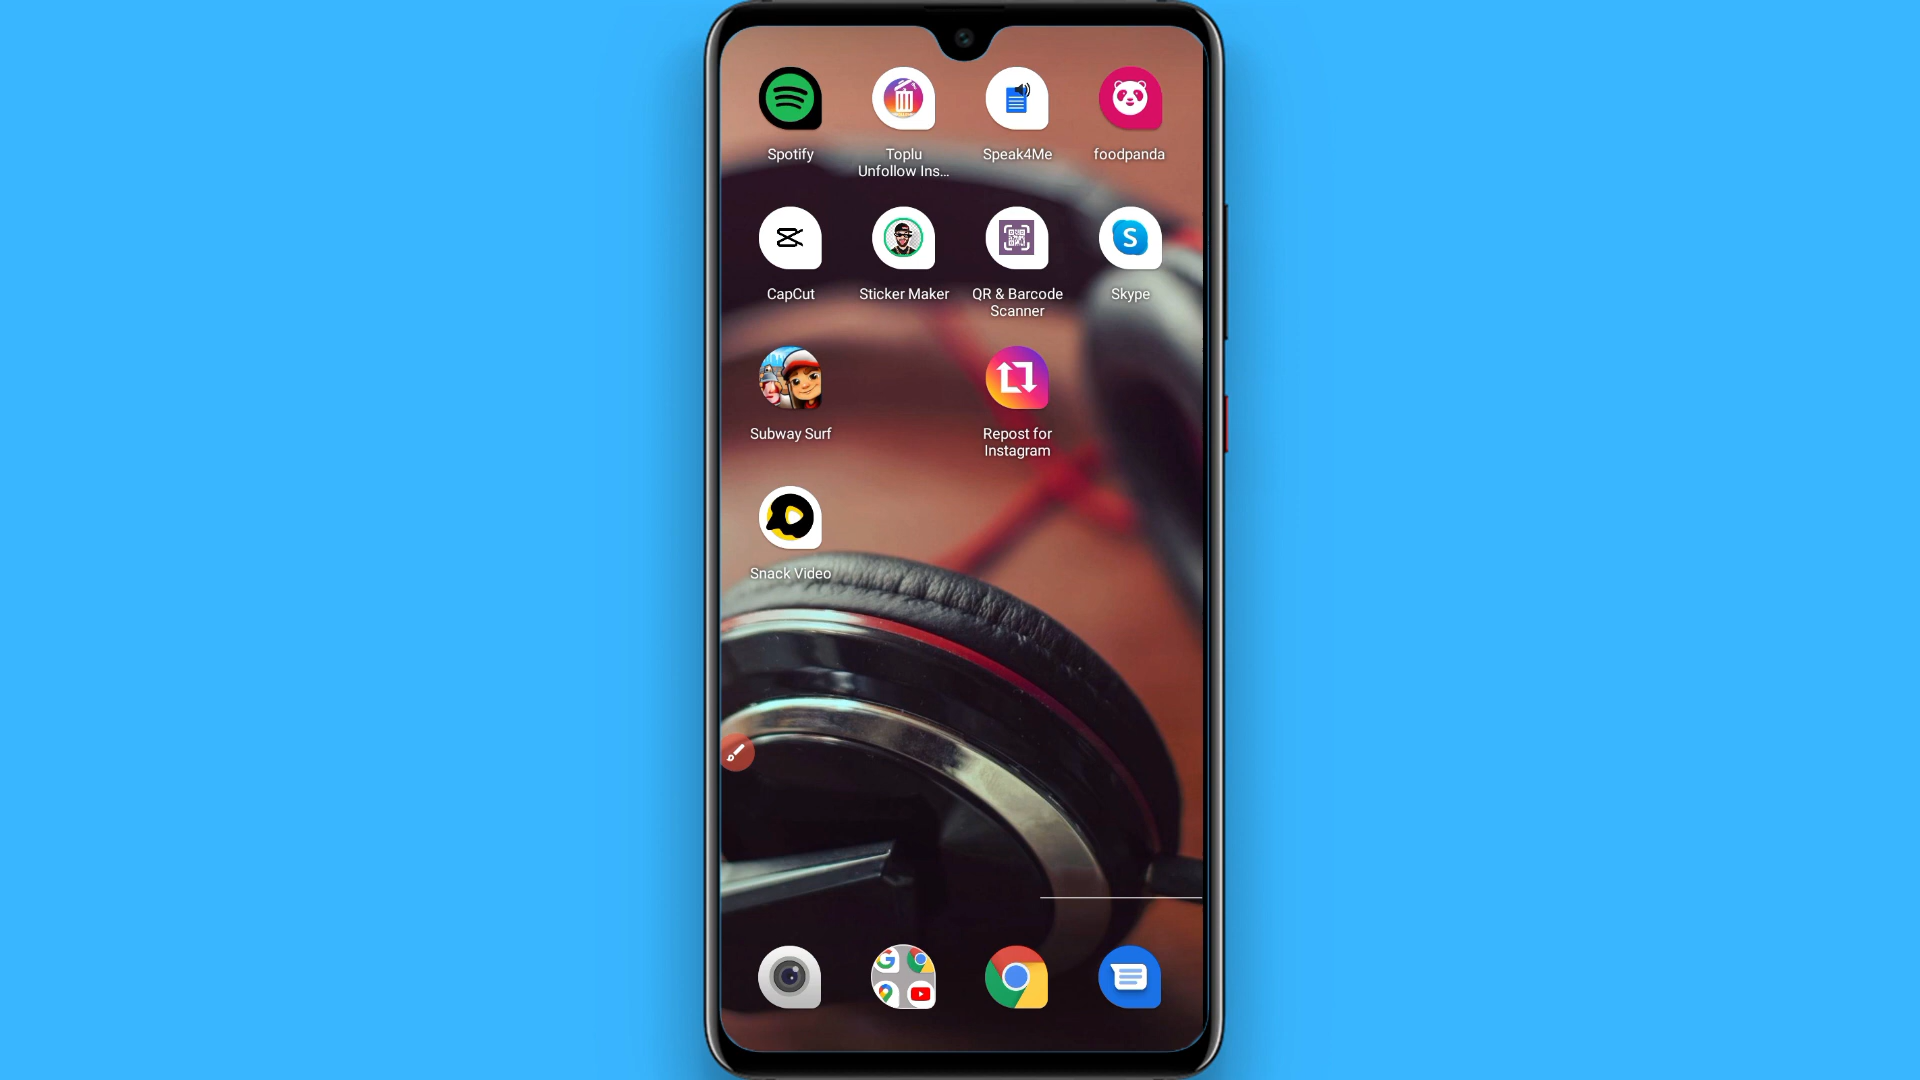 Spotify
Toplu
Unfollow Ins...
Speak4Me
foodpanda
CapCut
Sticker Maker
QR & Barcode
Scanner
Skype
Subway Surf
Repost for
Instagram
Snack Video